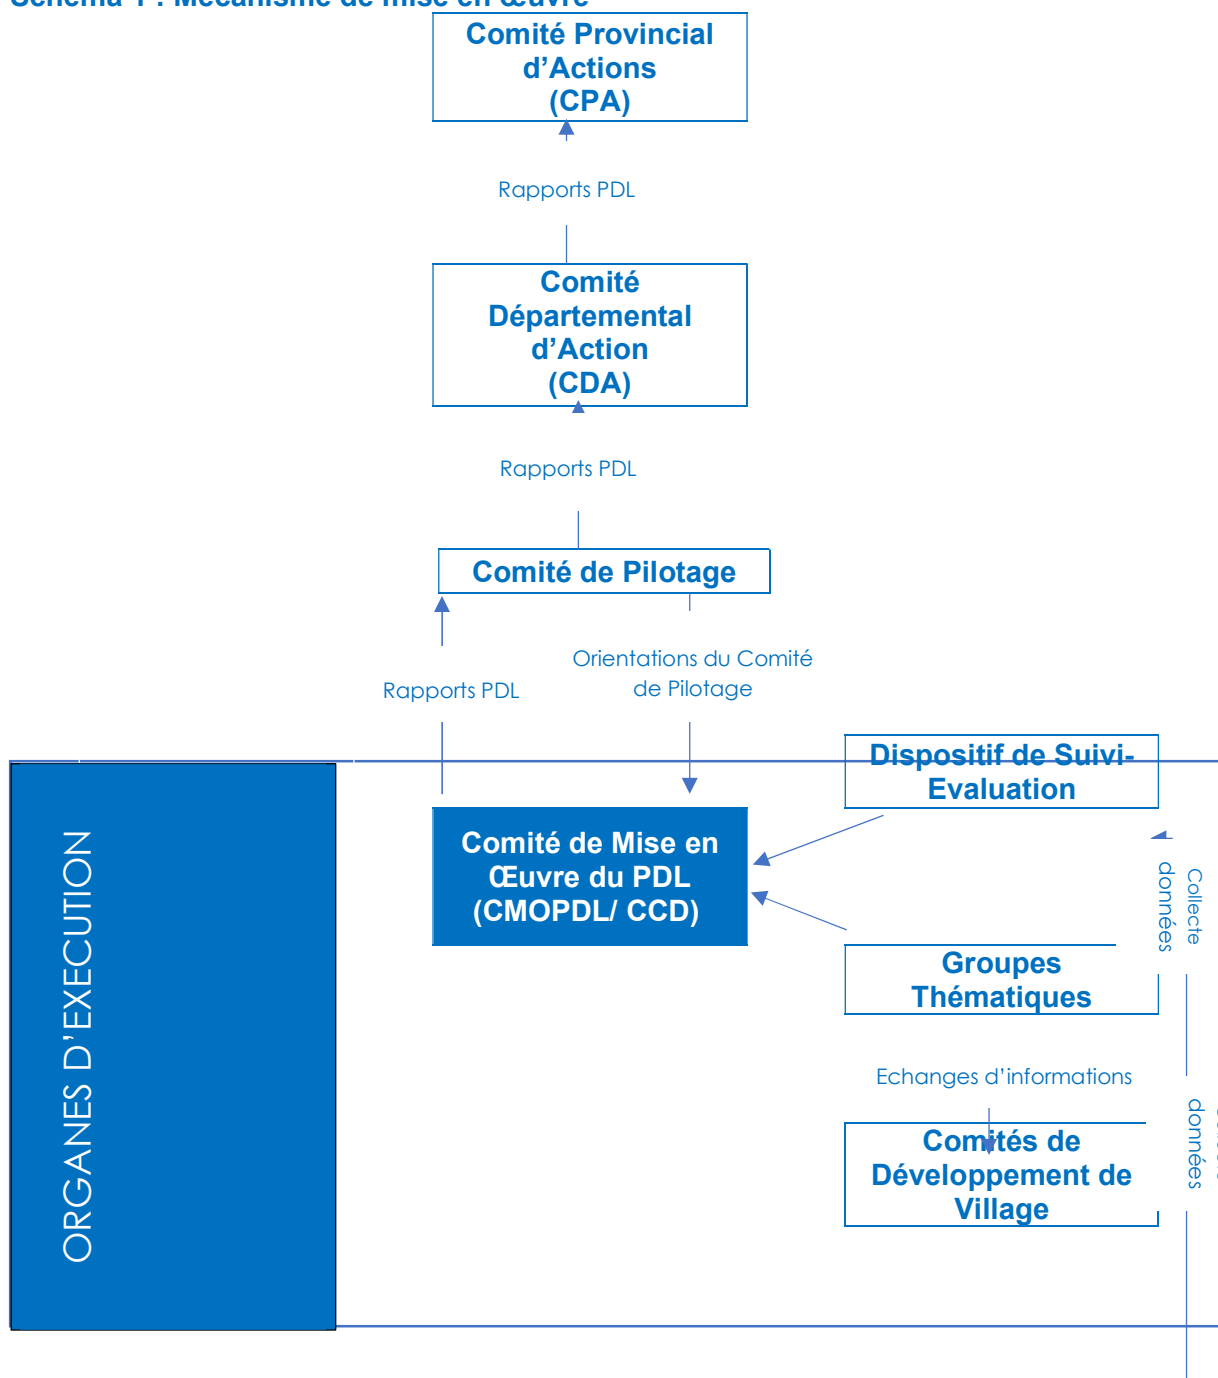 Comité Provincial
d’Actions
(CPA)
Rapports PDL
Comité
Départemental
d’Action
(CDA)
Rapports PDL
Comité de Pilotage
Orientations du Comité
de Pilotage
Rapports PDL
Dispositif de Suivi-
Evaluation
Comité de Mise en
Œuvre du PDL
(CMOPDL/ CCD)
ORGANES D’EXECUTION
Collecte
données
Groupes
Thématiques
Echanges d’informations
données
Comités de
Développement de
Village